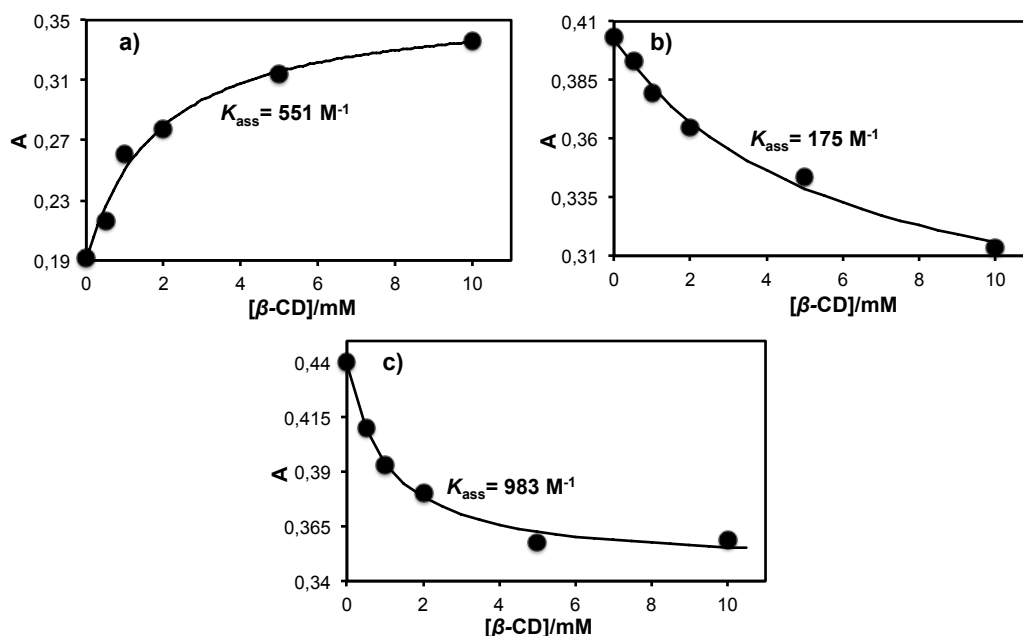 a)
0,35
0,31
0,27
0,23
0,19
A
K_ass= 551 M⁻¹
0 2 4 6 8 10
[β-CD]/mM
b)
0,41
0,385
0,36
0,335
0,31
A
K_ass= 175 M⁻¹
0 2 4 6 8 10
[β-CD]/mM
c)
0,44
0,415
0,39
0,365
0,34
A
K_ass= 983 M⁻¹
0 2 4 6 8 10
[β-CD]/mM